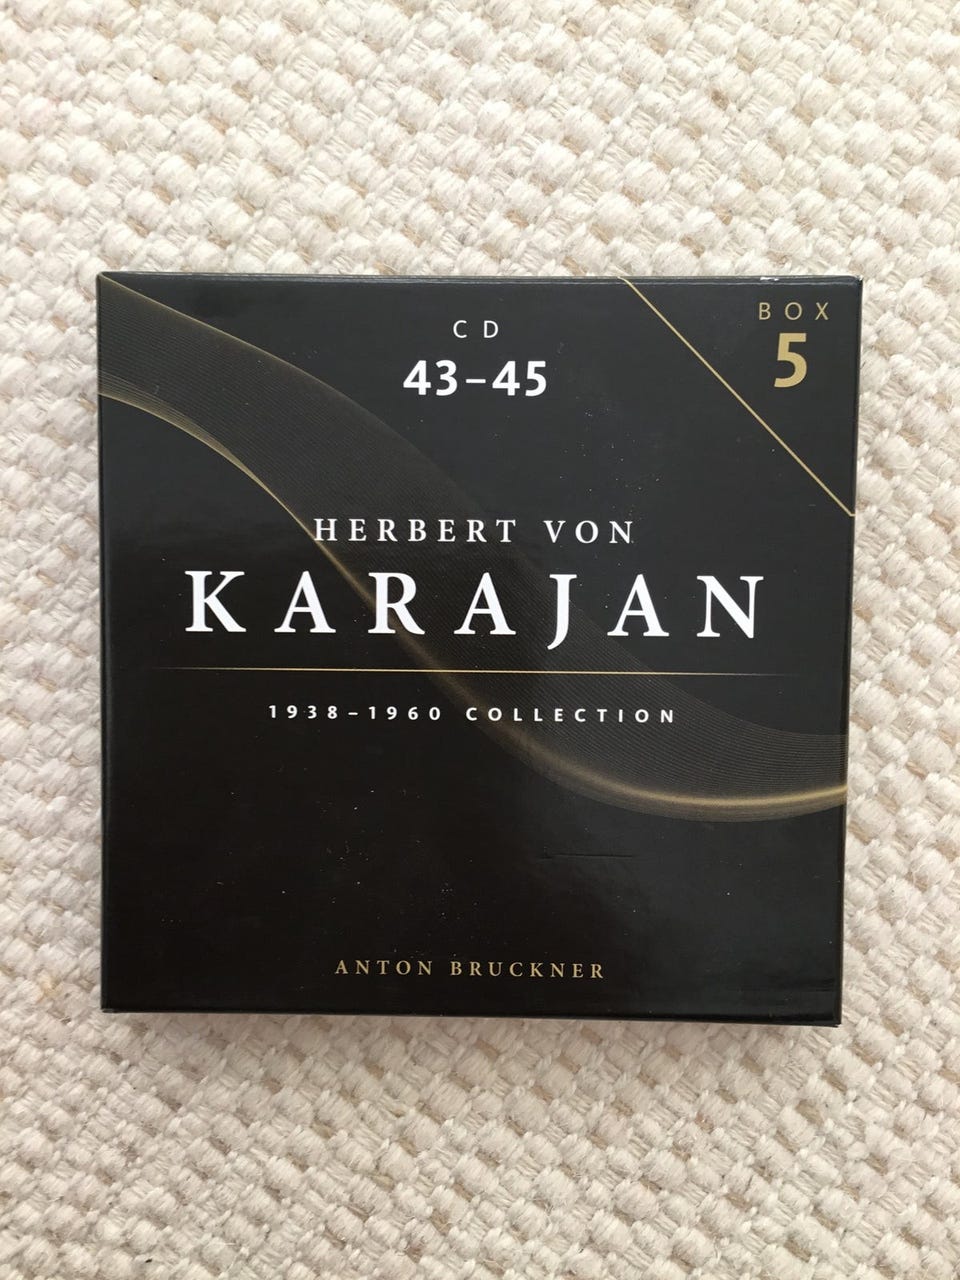 CD
43–45
BOX
5
HERBERT VON
KARAJAN
1938–1960 COLLECTION
ANTON BRUCKNER